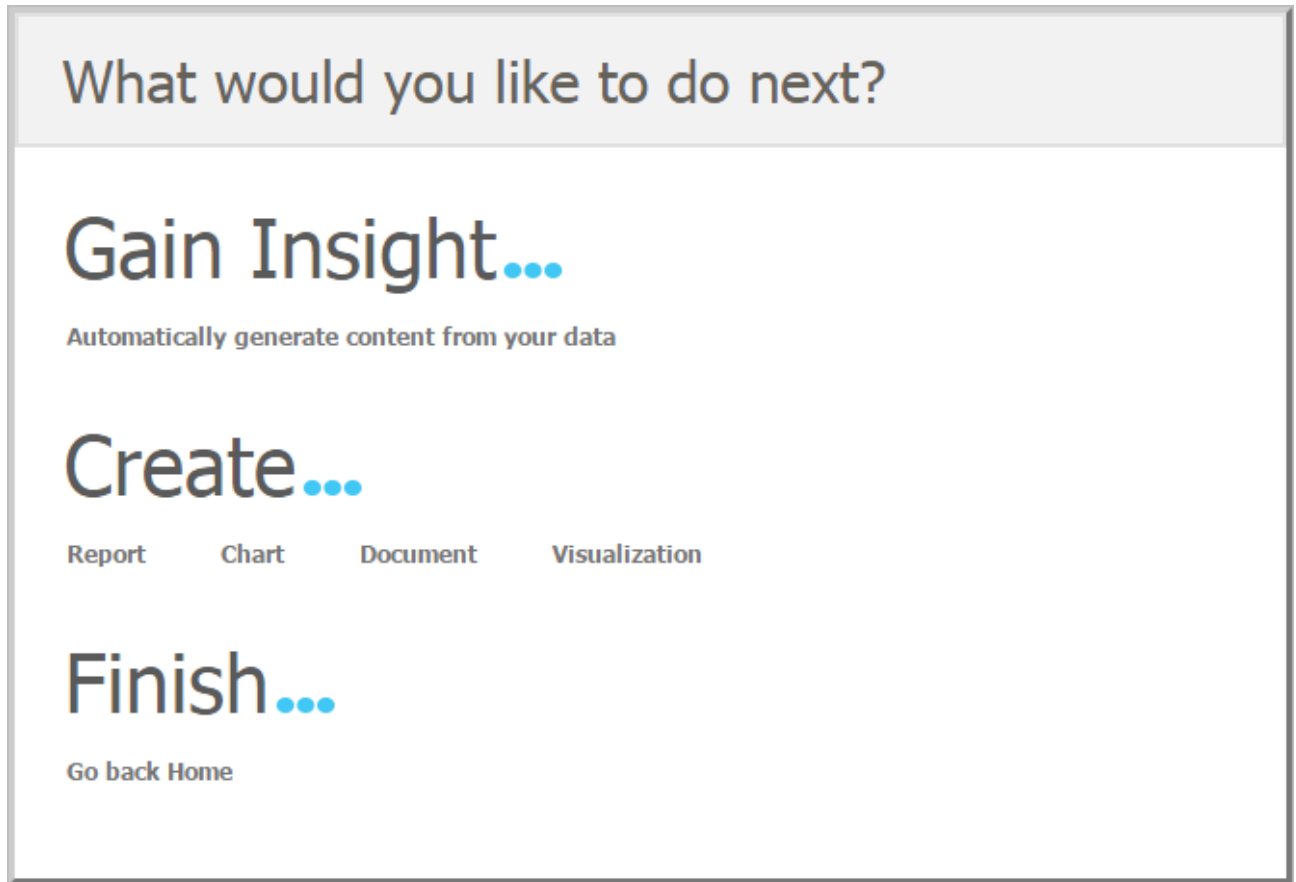 What would you like to do next?
Gain Insight...
Automatically generate content from your data
Create...
Report Chart Document Visualization
Finish...
Go back Home